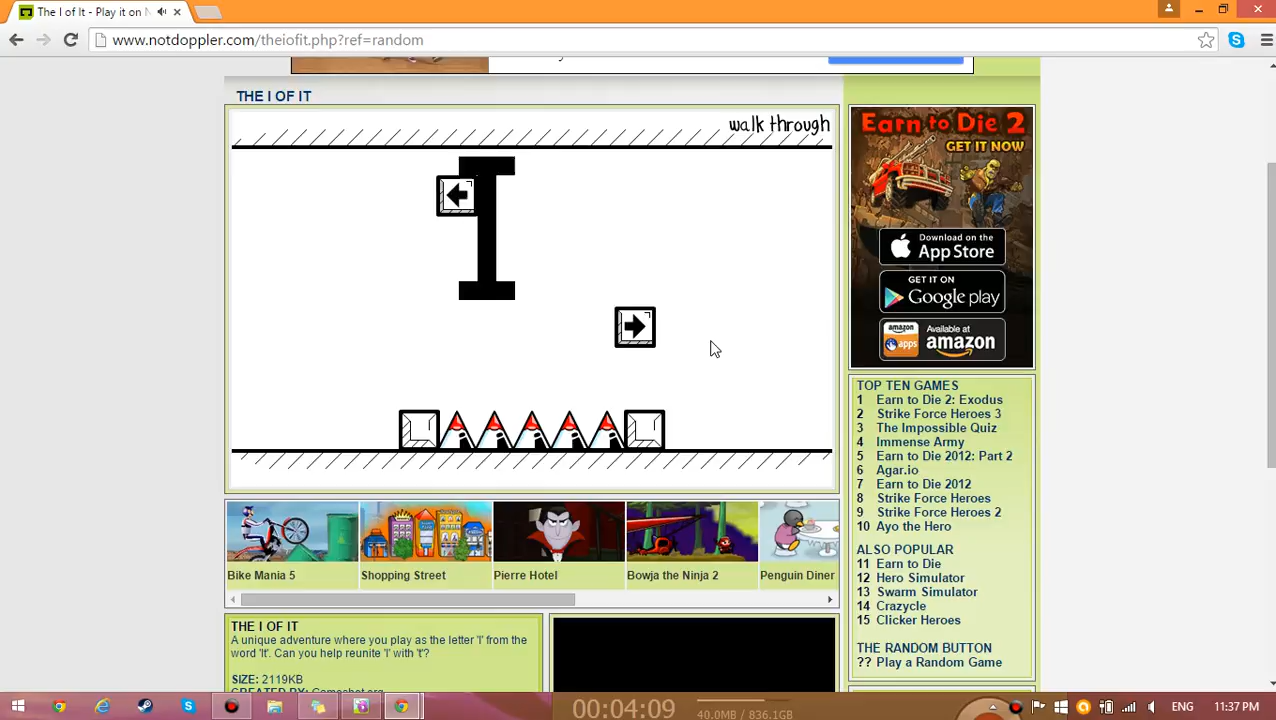 The I of It - Play it on N
www.notdoppler.com/theiofit.php?ref=random
THE I OF IT
walk through
Earn to Die 2
GET IT NOW
Download on the
App Store
GET IT ON
Google play
Available at
amazon
apps
TOP TEN GAMES
1 Earn to Die 2: Exodus
2 Strike Force Heroes 3
3 The Impossible Quiz
4 Immense Army
5 Earn to Die 2012: Part 2
6 Agar.io
7 Earn to Die 2012
8 Strike Force Heroes
9 Strike Force Heroes 2
10 Ayo the Hero
ALSO POPULAR
11 Earn to Die
12 Hero Simulator
13 Swarm Simulator
14 Crazycle
15 Clicker Heroes
THE RANDOM BUTTON
?? Play a Random Game
Bike Mania 5
Shopping Street
Pierre Hotel
Bowja the Ninja 2
Penguin Diner
THE I OF IT
A unique adventure where you play as the letter 'I' from the
word 'It'. Can you help reunite 'I' with 't'?
SIZE: 2119KB
CREATED BY: Gameshot.org
00:04:09
40.0MB / 836.1GB
ENG
11:37 PM